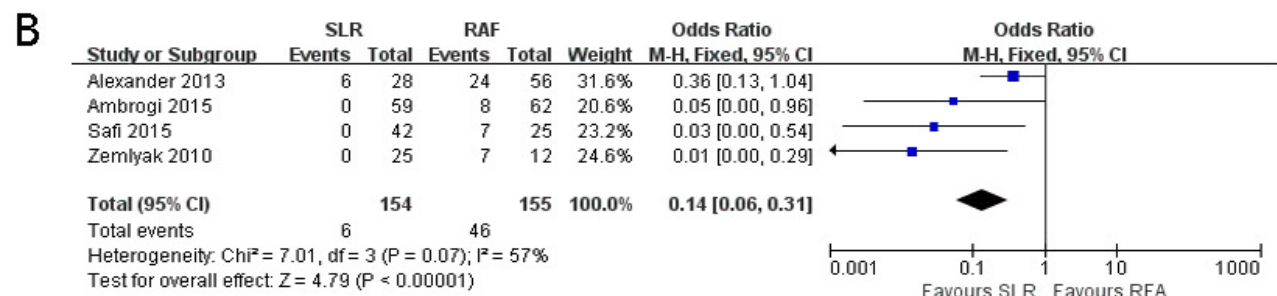 B
SLR RAF Odds Ratio Odds Ratio
Study or Subgroup Events Total Events Total Weight M-H, Fixed, 95% CI M-H, Fixed, 95% CI
Alexander 2013 6 28 24 56 31.6% 0.36 [0.13, 1.04]
Ambrogi 2015 0 59 8 62 20.6% 0.05 [0.00, 0.96]
Safi 2015 0 42 7 25 23.2% 0.03 [0.00, 0.54]
Zemlyak 2010 0 25 7 12 24.6% 0.01 [0.00, 0.29]
Total (95% CI) 154 155 100.0% 0.14 [0.06, 0.31]
Total events 6 46
Heterogeneity: Chi² = 7.01, df = 3 (P = 0.07); I² = 57%
Test for overall effect: Z = 4.79 (P < 0.00001)
0.001 0.1 1 10 1000
Favours SLR Favours RFA